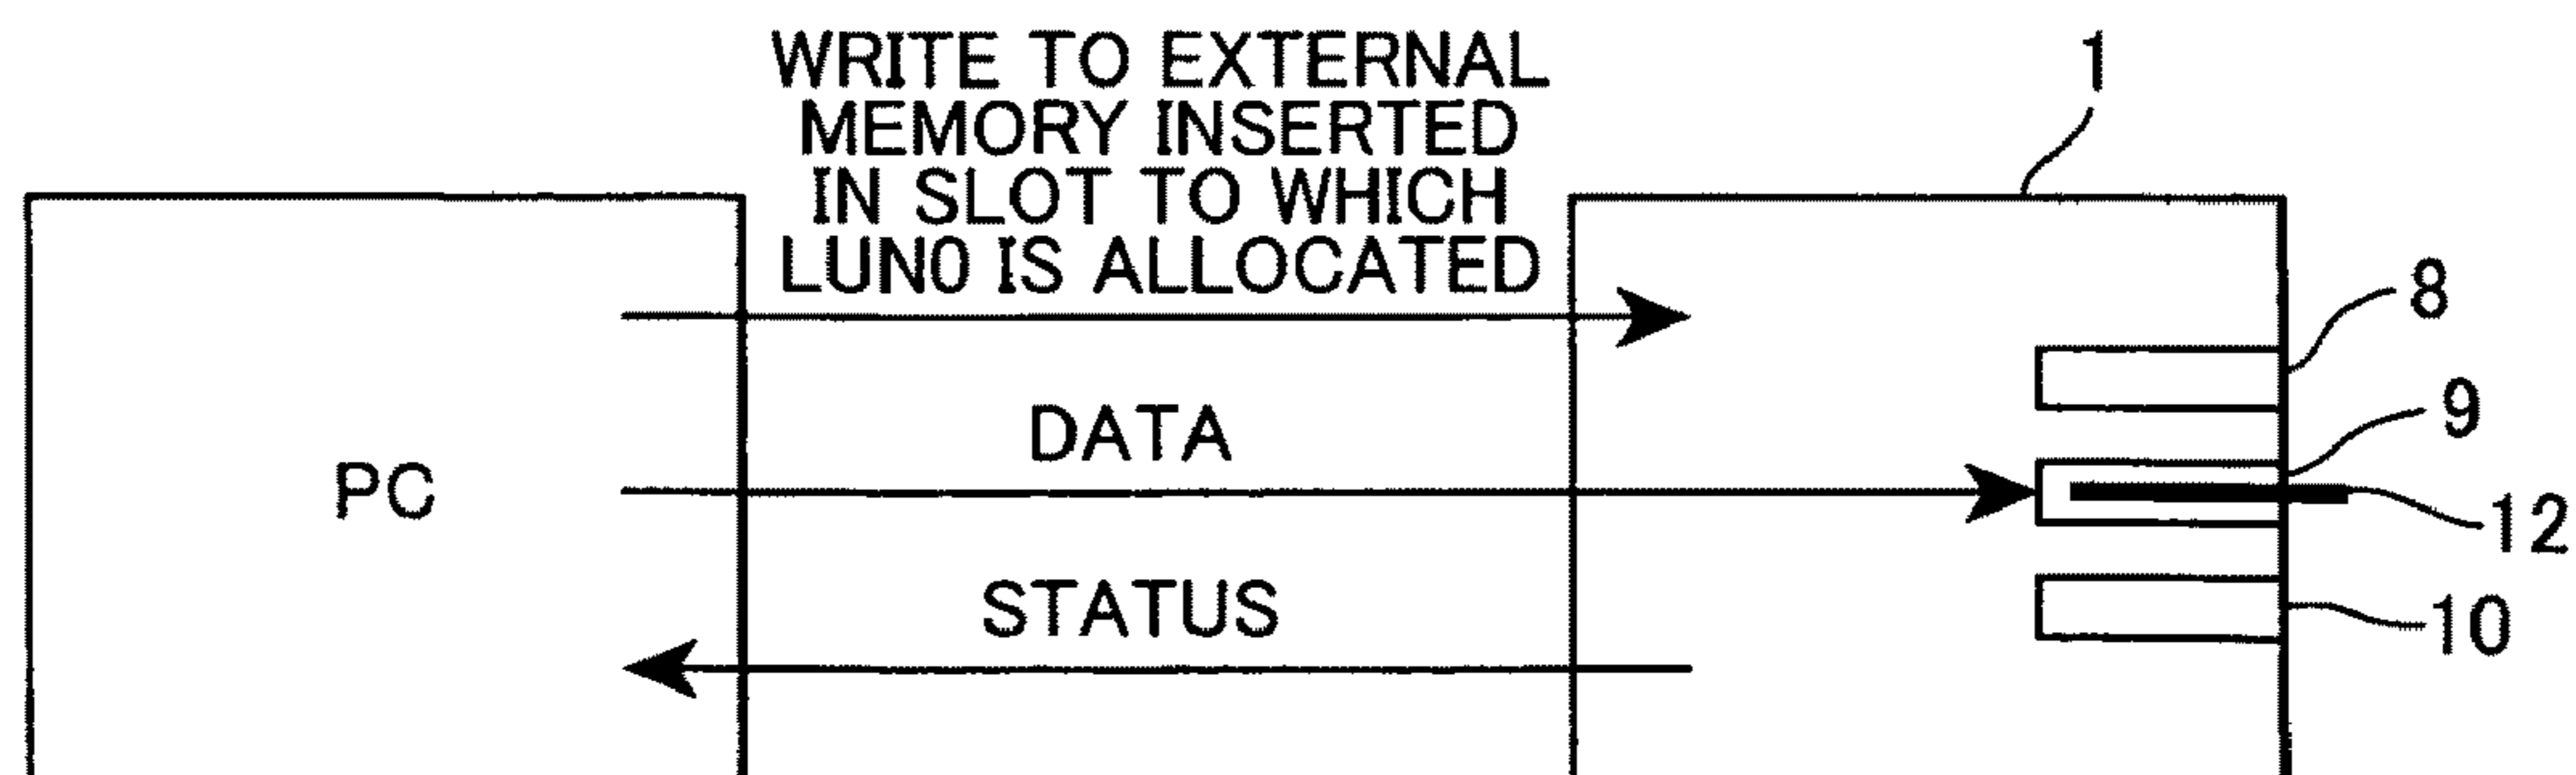 WRITE TO EXTERNAL
MEMORY INSERTED
IN SLOT TO WHICH
LUN0 IS ALLOCATED
1
8
DATA
9
PC
12
STATUS
10